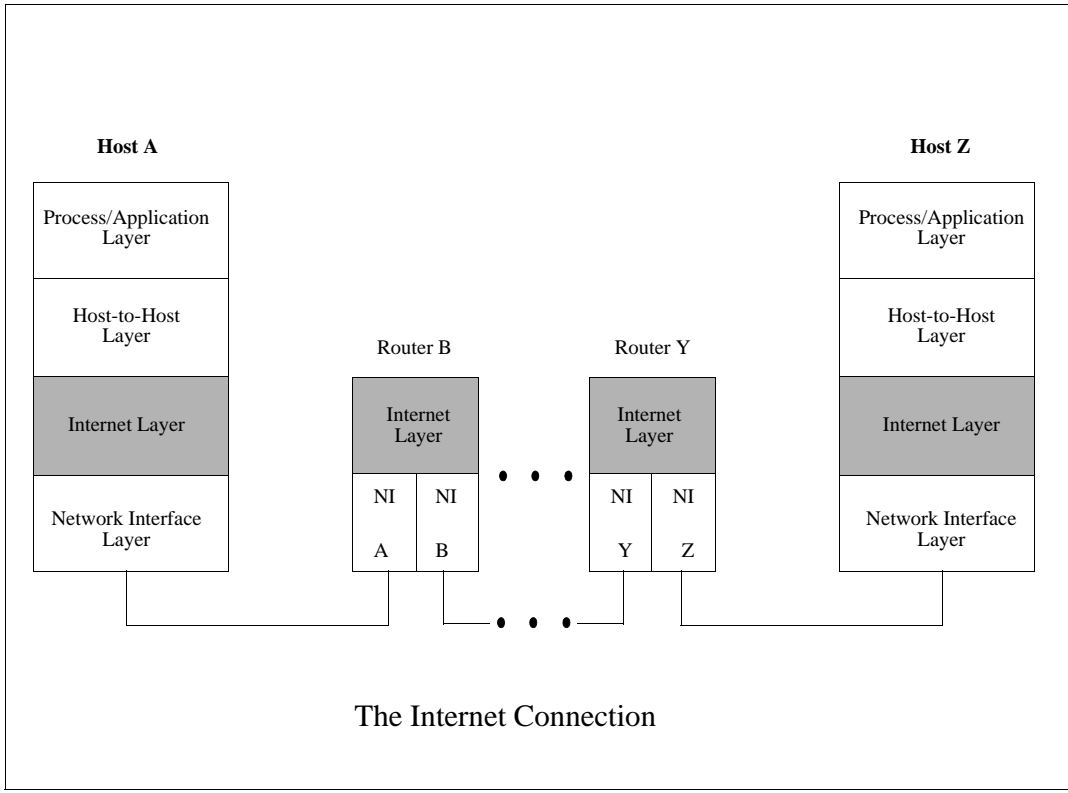 Host A
Process/Application
Layer
Host-to-Host
Layer
Internet Layer
Network Interface
Layer
Router B
Internet
Layer
NI NI
A B
Router Y
Internet
Layer
NI NI
Y Z
Host Z
Process/Application
Layer
Host-to-Host
Layer
Internet Layer
Network Interface
Layer
The Internet Connection